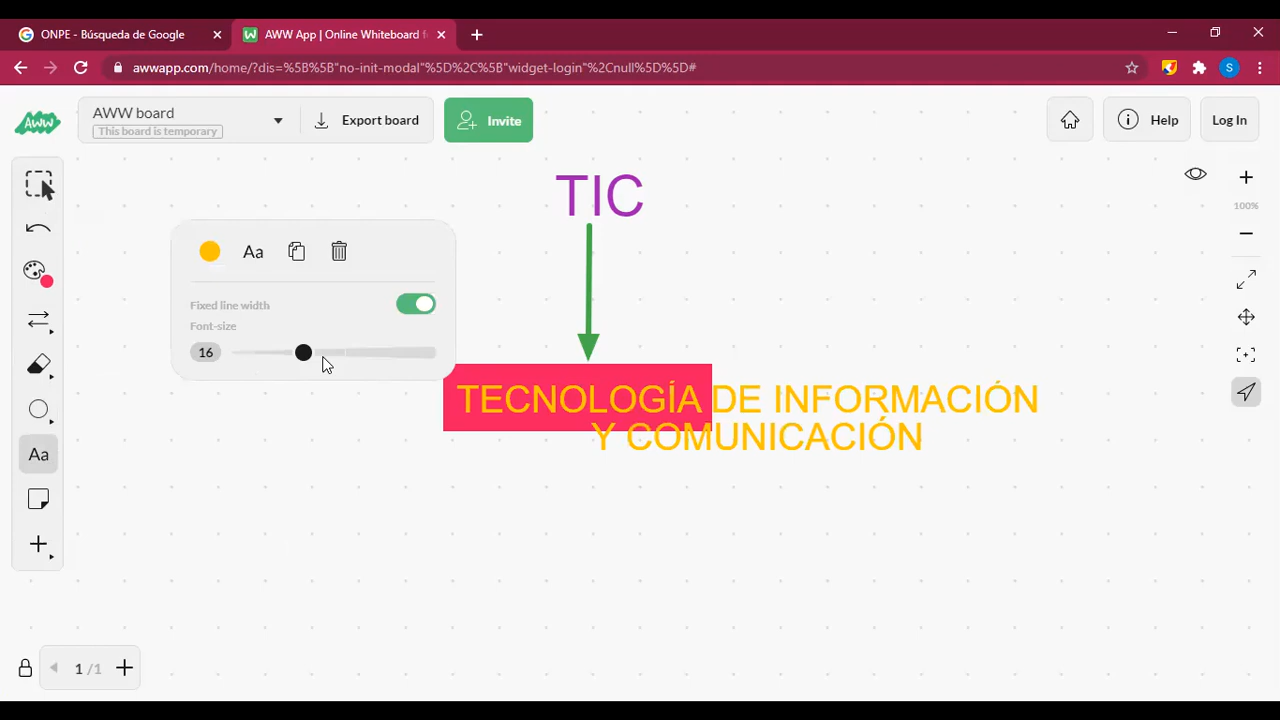 ONPE - Búsqueda de Google
AWW App | Online Whiteboard f
awwapp.com/home/?dis=%5B%5B"no-init-modal"%5D%2C%5B"widget-login"%2Cnull%5D%5D#
S
AWW
AWW board
This board is temporary
Export board
Invite
Help
Log In
TIC
100%
Aa
Fixed line width
Font-size
16
TECNOLOGÍA DE INFORMACIÓN
Y COMUNICACIÓN
Aa
1 /1